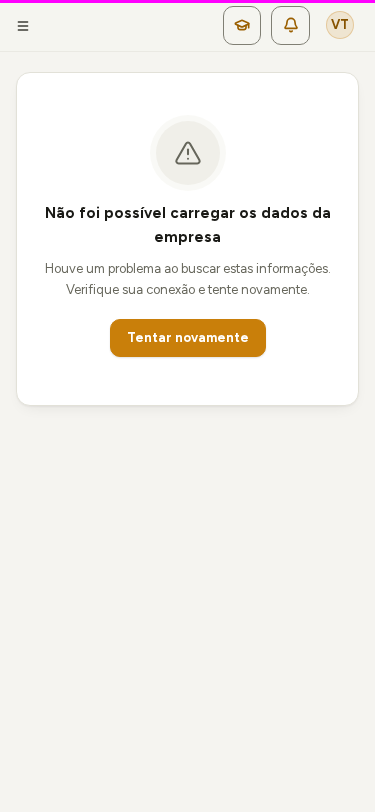 VT
Não foi possível carregar os dados da
empresa
Houve um problema ao buscar estas informações.
Verifique sua conexão e tente novamente.
Tentar novamente